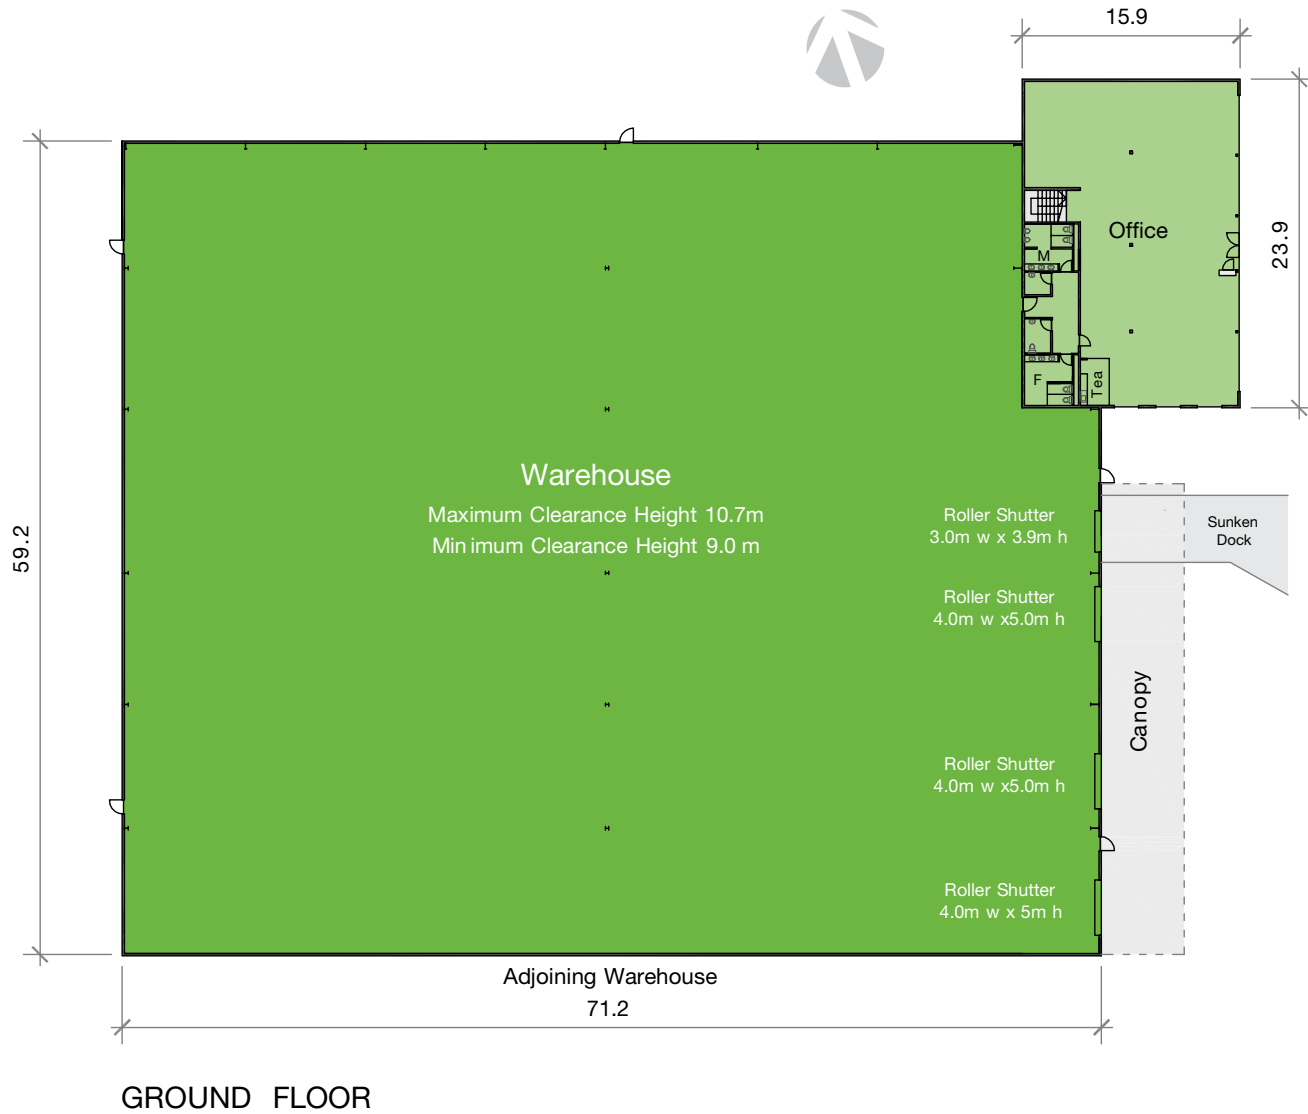 15.9
23.9
Office
M
F
Tea
59.2
Warehouse
Maximum Clearance Height 10.7m
Minimum Clearance Height 9.0 m
Roller Shutter
3.0m w x 3.9m h
Sunken
Dock
Roller Shutter
4.0m w x5.0m h
Canopy
Roller Shutter
4.0m w x5.0m h
Roller Shutter
4.0m w x 5m h
Adjoining Warehouse
71.2
GROUND FLOOR